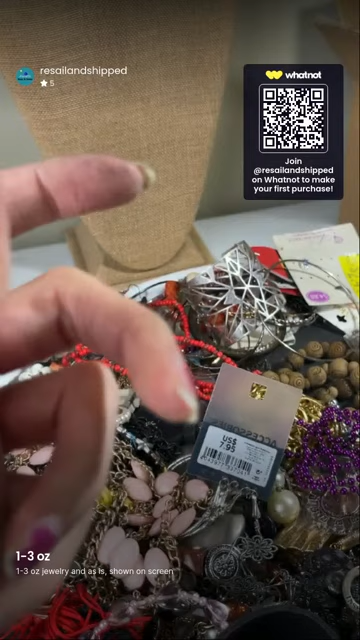 resailandshipped
★ 5
whatnot
Join
@resailandshipped
on Whatnot to make
your first purchase!
US$
7.95
1-3 oz
1-3 oz jewelry and as is, shown on screen